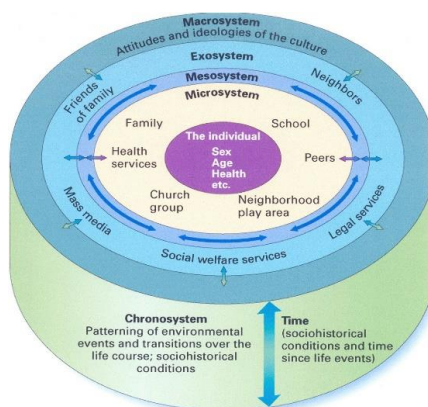 Macrosystem
Attitudes and ideologies of the culture
Exosystem
Mesosystem
Microsystem
Friends
of family
Neighbors
Family
School
The individual
Sex
Age
Health
etc.
Health
services
Peers
Church
group
Neighborhood
play area
Mass media
Legal services
Social welfare services
Chronosystem
Patterning of environmental
events and transitions over the
life course; sociohistorical
conditions
Time
(sociohistorical
conditions and time
since life events)